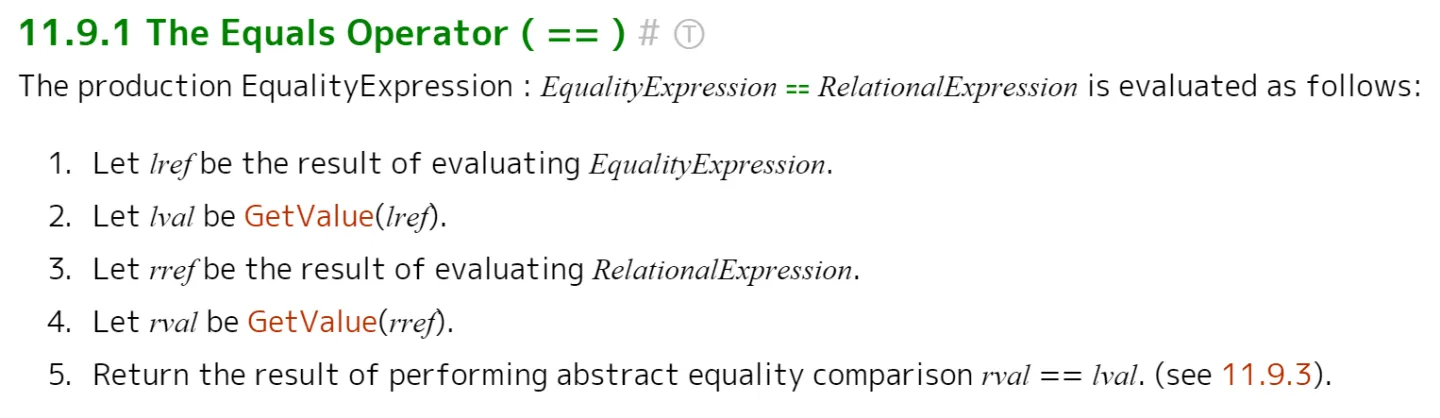 11.9.1 The Equals Operator ( == ) # Ⓣ
The production EqualityExpression : EqualityExpression == RelationalExpression is evaluated as follows:
1. Let lref be the result of evaluating EqualityExpression.
2. Let lval be GetValue(lref).
3. Let rref be the result of evaluating RelationalExpression.
4. Let rval be GetValue(rref).
5. Return the result of performing abstract equality comparison rval == lval. (see 11.9.3).